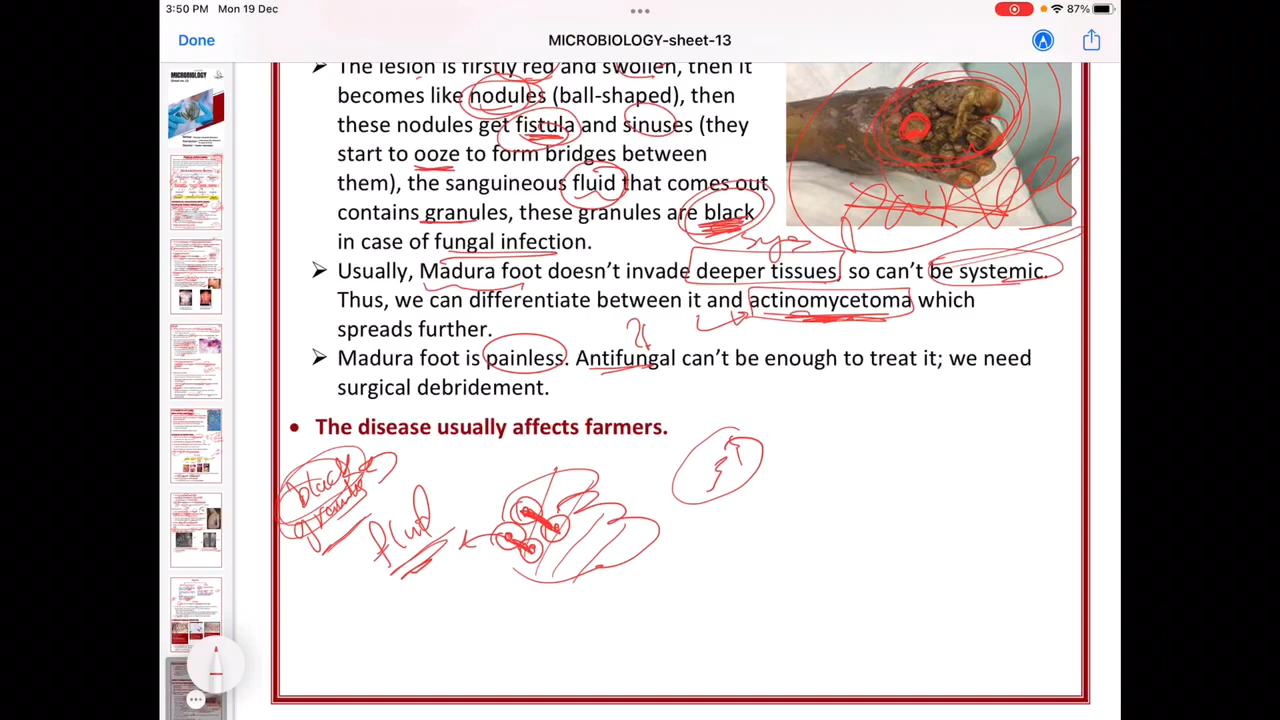 3:50 PM Mon 19 Dec
87%
Done
MICROBIOLOGY-sheet-13
MICROBIOLOGY
The lesion is firstly red and swollen, then it
becomes like nodules (ball-shaped), then
these nodules get fistula and sinuses (they
start to ooze to form bridges between
them), the sanguineous fluid that comes out
contains granules, these granules are black
in case of fungal infection.
Usually, Madura foot doesn't invade deeper tissues, so can't be systemic.
Thus, we can differentiate between it and actinomycetoma which
spreads further.
Madura foot is painless. Antifungal can't be enough to treat it; we need
surgical debridement.
The disease usually affects farmers.
black
granules
fluid